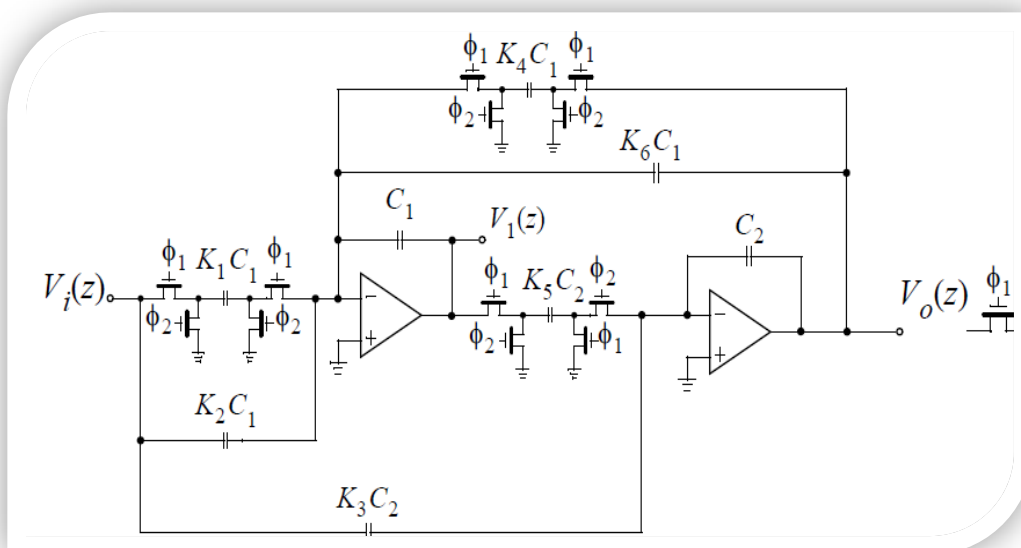 ϕ1 K4C1 ϕ1
ϕ2 ϕ2
K6C1
C1 V1(z) C2
Vi(z) ϕ1 K1C1 ϕ1 ϕ1 K5C2 ϕ2 Vo(z) ϕ1
- -
ϕ2 ϕ2 + ϕ2 ϕ1 +
K2C1
K3C2